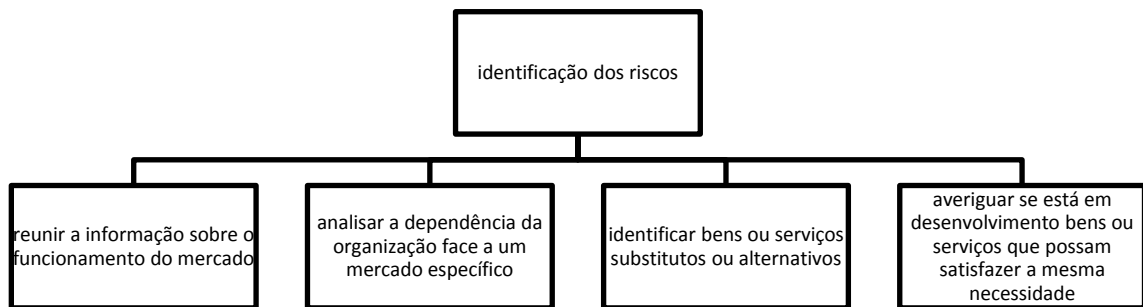 identificação dos riscos
reunir a informação sobre o
funcionamento do mercado
analisar a dependência da
organização face a um
mercado específico
identificar bens ou serviços
substitutos ou alternativos
averiguar se está em
desenvolvimento bens ou
serviços que possam
satisfazer a mesma
necessidade